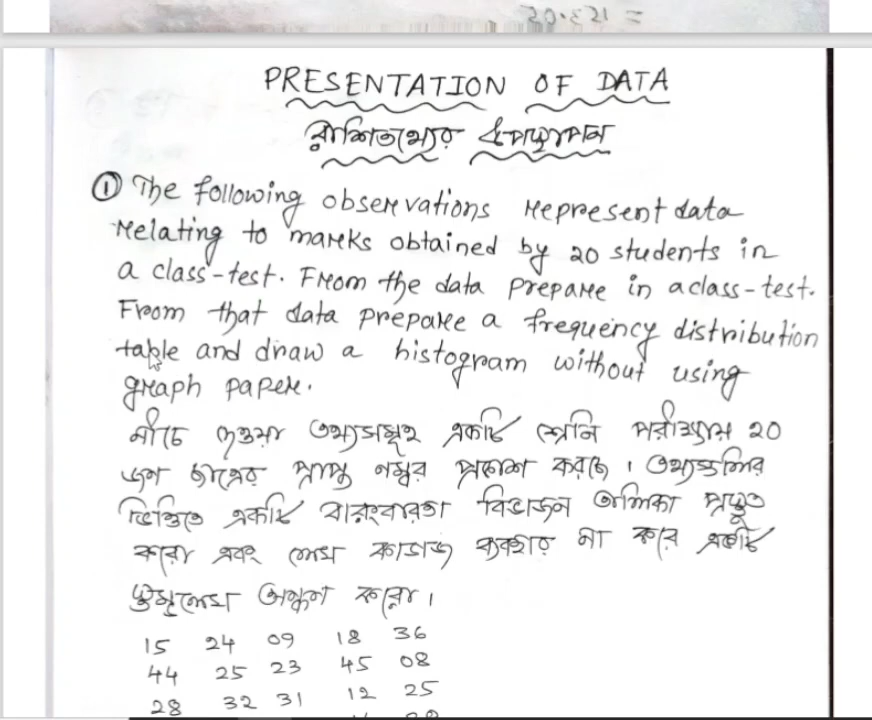 PRESENTATION OF DATA
রাশিতথ্যের উপস্থাপন
① The following observations represent data
relating to marks obtained by 20 students in
a class-test. From the data prepare in a class-test.
From that data prepare a frequency distribution
table and draw a histogram without using
graph paper.
নীচে দেওয়া তথ্যসমূহ একটি শ্রেনি পরীক্ষায় 20
জন ছাত্রের প্রাপ্ত নম্বর প্রকাশ করছে । তথ্যগুলির
ভিত্তিতে একটি বারংবারতা বিভাজন তালিকা প্রস্তুত
করো এবং লেখ কাগজ ব্যবহার না করে একটি
অঙ্কন করো ।
15 24 09 18 36
44 25 23 45 08
28 32 31 12 25